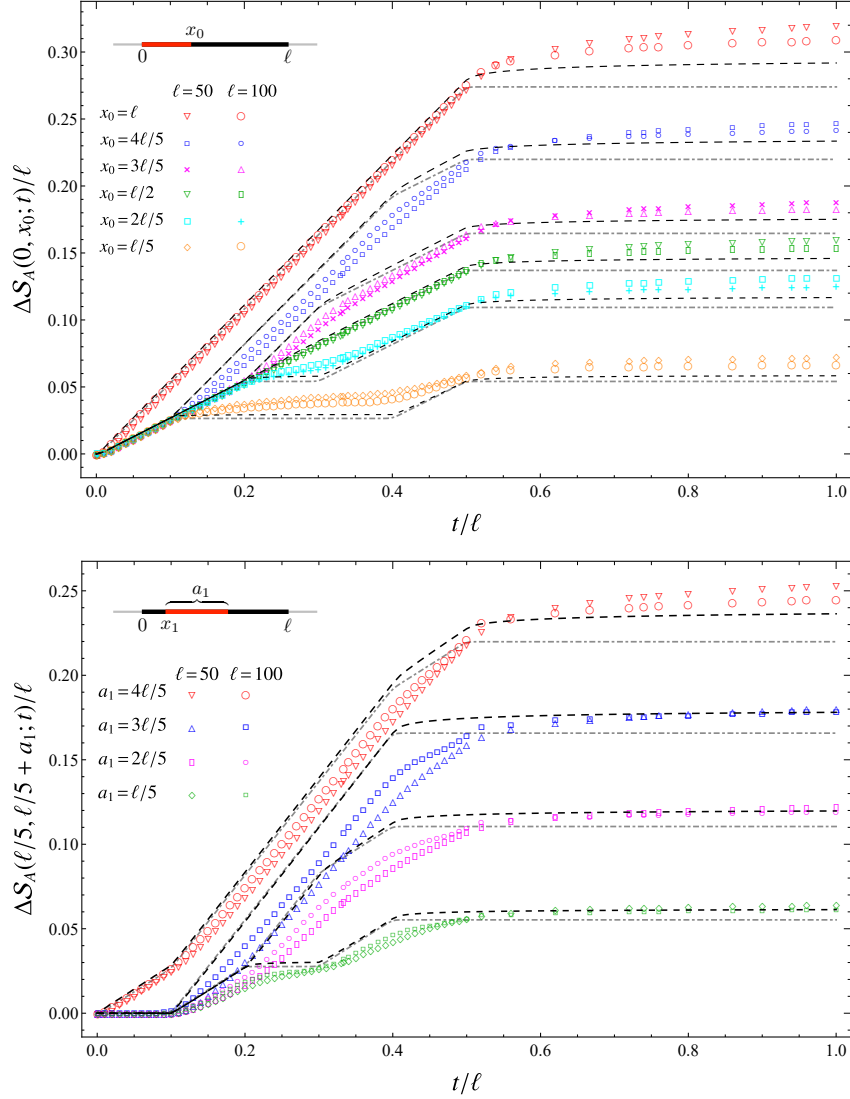 x₀
0 ℓ
ℓ = 50 ℓ = 100
x₀ = ℓ
x₀ = 4ℓ/5
x₀ = 3ℓ/5
x₀ = ℓ/2
x₀ = 2ℓ/5
x₀ = ℓ/5
ΔS_A(0, x₀; t)/ℓ
0.30
0.25
0.20
0.15
0.10
0.05
0.00
0.0 0.2 0.4 0.6 0.8 1.0
t/ℓ
a₁
0 x₁ ℓ
ℓ = 50 ℓ = 100
a₁ = 4ℓ/5
a₁ = 3ℓ/5
a₁ = 2ℓ/5
a₁ = ℓ/5
ΔS_A(ℓ/5, ℓ/5 + a₁; t)/ℓ
0.25
0.20
0.15
0.10
0.05
0.00
0.0 0.2 0.4 0.6 0.8 1.0
t/ℓ